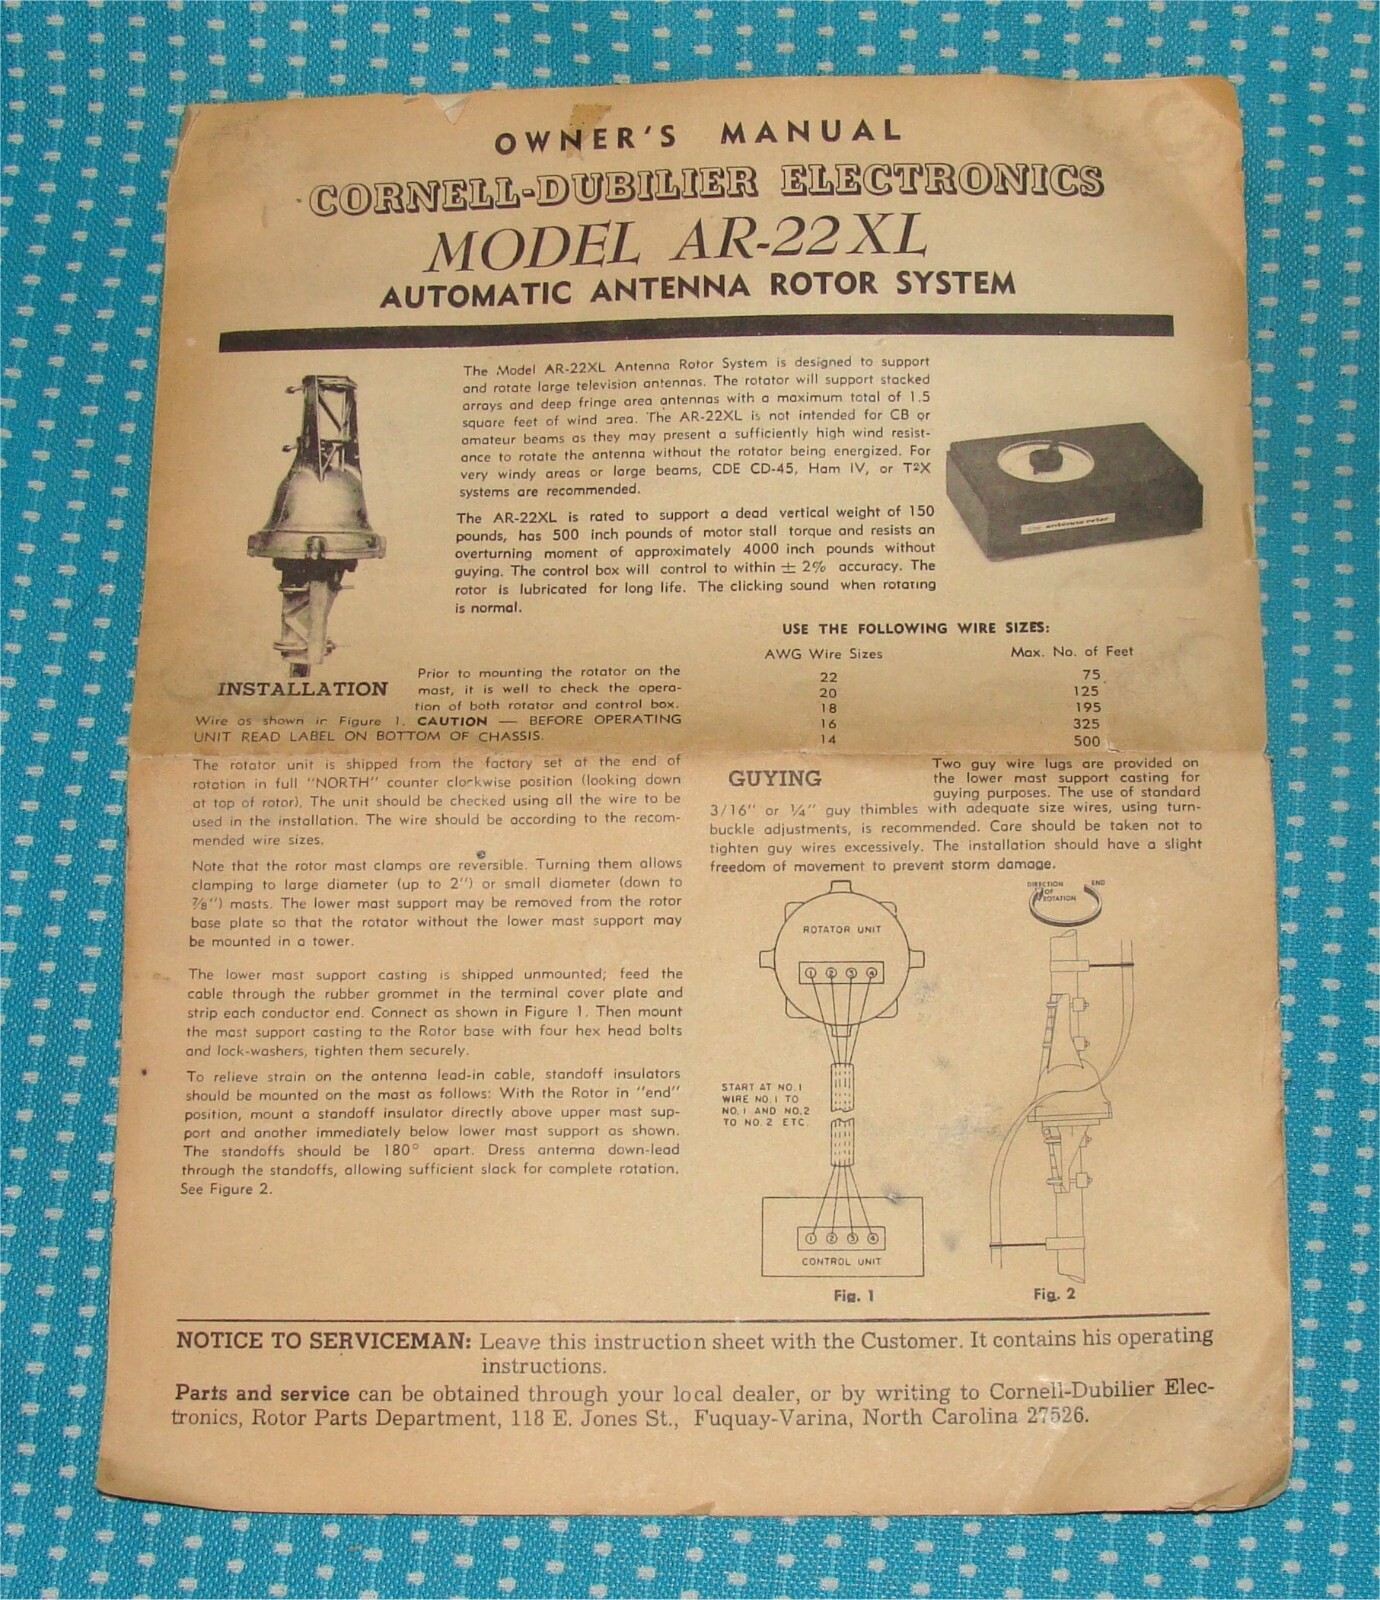 OWNER'S MANUAL
CORNELL-DUBILIER ELECTRONICS
MODEL AR-22XL
AUTOMATIC ANTENNA ROTOR SYSTEM
The Model AR-22XL Antenna Rotor System is designed to support
and rotate large television antennas. The rotator will support stacked
arrays and deep fringe area antennas with a maximum total of 1.5
square feet of wind area. The AR-22XL is not intended for CB or
amateur beams as they may present a sufficiently high wind resist-
ance to rotate the antenna without the rotator being energized. For
very windy areas or large beams, CDE CD-45, Ham IV, or T²X
systems are recommended.
The AR-22XL is rated to support a dead vertical weight of 150
pounds, has 500 inch pounds of motor stall torque and resists an
overturning moment of approximately 4000 inch pounds without
guying. The control box will control to within ± 2% accuracy. The
rotor is lubricated for long life. The clicking sound when rotating
is normal.
antenna rotor
INSTALLATION
Prior to mounting the rotator on the
mast, it is well to check the opera-
tion of both rotator and control box.
Wire as shown in Figure 1. CAUTION — BEFORE OPERATING
UNIT READ LABEL ON BOTTOM OF CHASSIS.
The rotator unit is shipped from the factory set at the end of
rotation in full "NORTH" counter clockwise position (looking down
at top of rotor). The unit should be checked using all the wire to be
used in the installation. The wire should be according to the recom-
mended wire sizes.
Note that the rotor mast clamps are reversible. Turning them allows
clamping to large diameter (up to 2") or small diameter (down to
⅞") masts. The lower mast support may be removed from the rotor
base plate so that the rotator without the lower mast support may
be mounted in a tower.
The lower mast support casting is shipped unmounted; feed the
cable through the rubber grommet in the terminal cover plate and
strip each conductor end. Connect as shown in Figure 1. Then mount
the mast support casting to the Rotor base with four hex head bolts
and lock-washers, tighten them securely.
To relieve strain on the antenna lead-in cable, standoff insulators
should be mounted on the mast as follows: With the Rotor in "end"
position, mount a standoff insulator directly above upper mast sup-
port and another immediately below lower mast support as shown.
The standoffs should be 180° apart. Dress antenna down-lead
through the standoffs, allowing sufficient slack for complete rotation.
See Figure 2.
USE THE FOLLOWING WIRE SIZES:
AWG Wire Sizes Max. No. of Feet
22 75
20 125
18 195
16 325
14 500
GUYING
Two guy wire lugs are provided on
the lower mast support casting for
guying purposes. The use of standard
3/16" or ¼" guy thimbles with adequate size wires, using turn-
buckle adjustments, is recommended. Care should be taken not to
tighten guy wires excessively. The installation should have a slight
freedom of movement to prevent storm damage.
ROTATOR UNIT
1 2 3 4
START AT NO. 1
WIRE NO. 1 TO
NO. 1 AND NO. 2
TO NO. 2 ETC.
1 2 3 4
CONTROL UNIT
Fig. 1
DIRECTION
OF
ROTATION
END
Fig. 2
NOTICE TO SERVICEMAN: Leave this instruction sheet with the Customer. It contains his operating
instructions.
Parts and service can be obtained through your local dealer, or by writing to Cornell-Dubilier Elec-
tronics, Rotor Parts Department, 118 E. Jones St., Fuquay-Varina, North Carolina 27526.